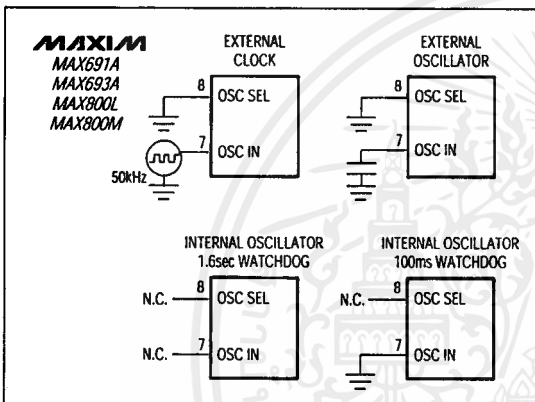 MAXIM
MAX691A
MAX693A
MAX800L
MAX800M
EXTERNAL
CLOCK
8
OSC SEL
7
OSC IN
50kHz
EXTERNAL
OSCILLATOR
8
OSC SEL
7
OSC IN
INTERNAL OSCILLATOR
1.6sec WATCHDOG
N.C.
8
OSC SEL
N.C.
7
OSC IN
INTERNAL OSCILLATOR
100ms WATCHDOG
N.C.
8
OSC SEL
7
OSC IN